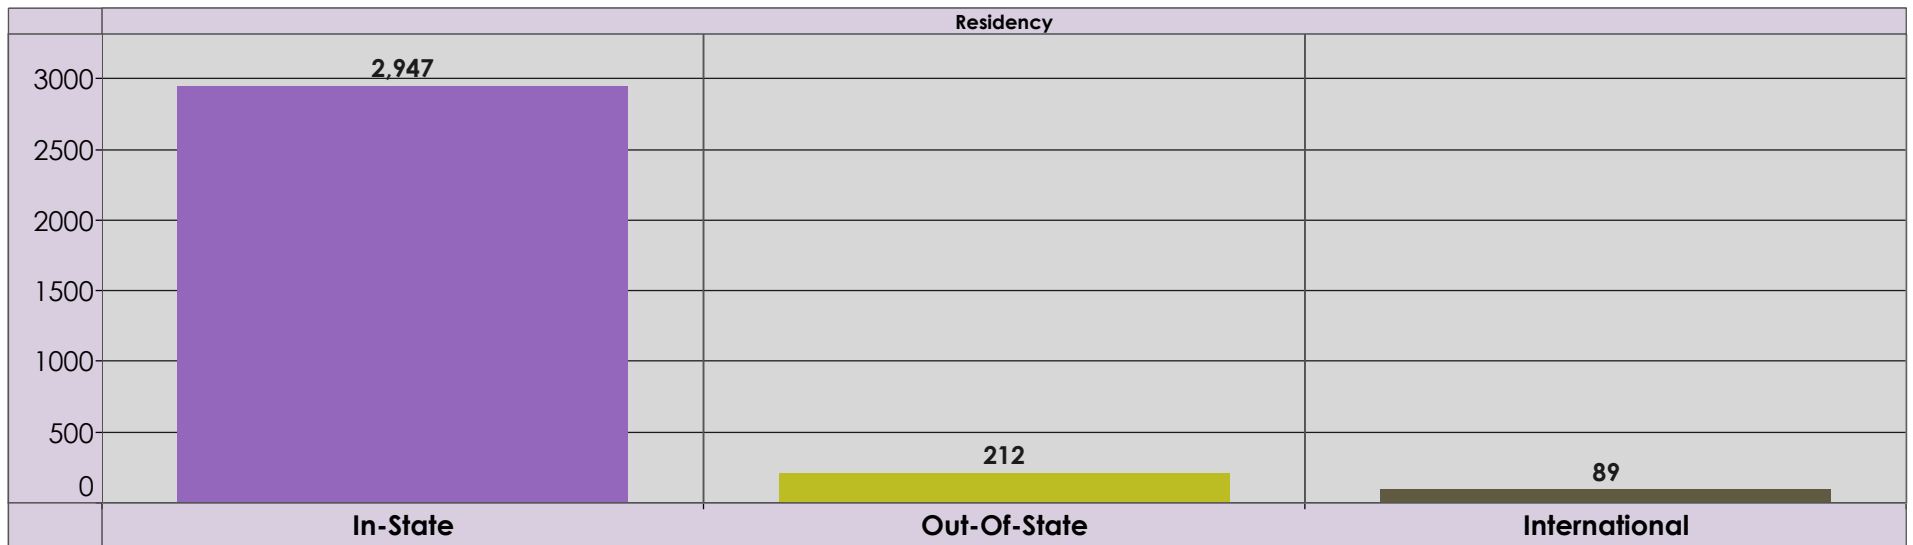 Residency
3000
2,947
2500
2000
1500
1000
500
212
89
0
In-State
Out-Of-State
International